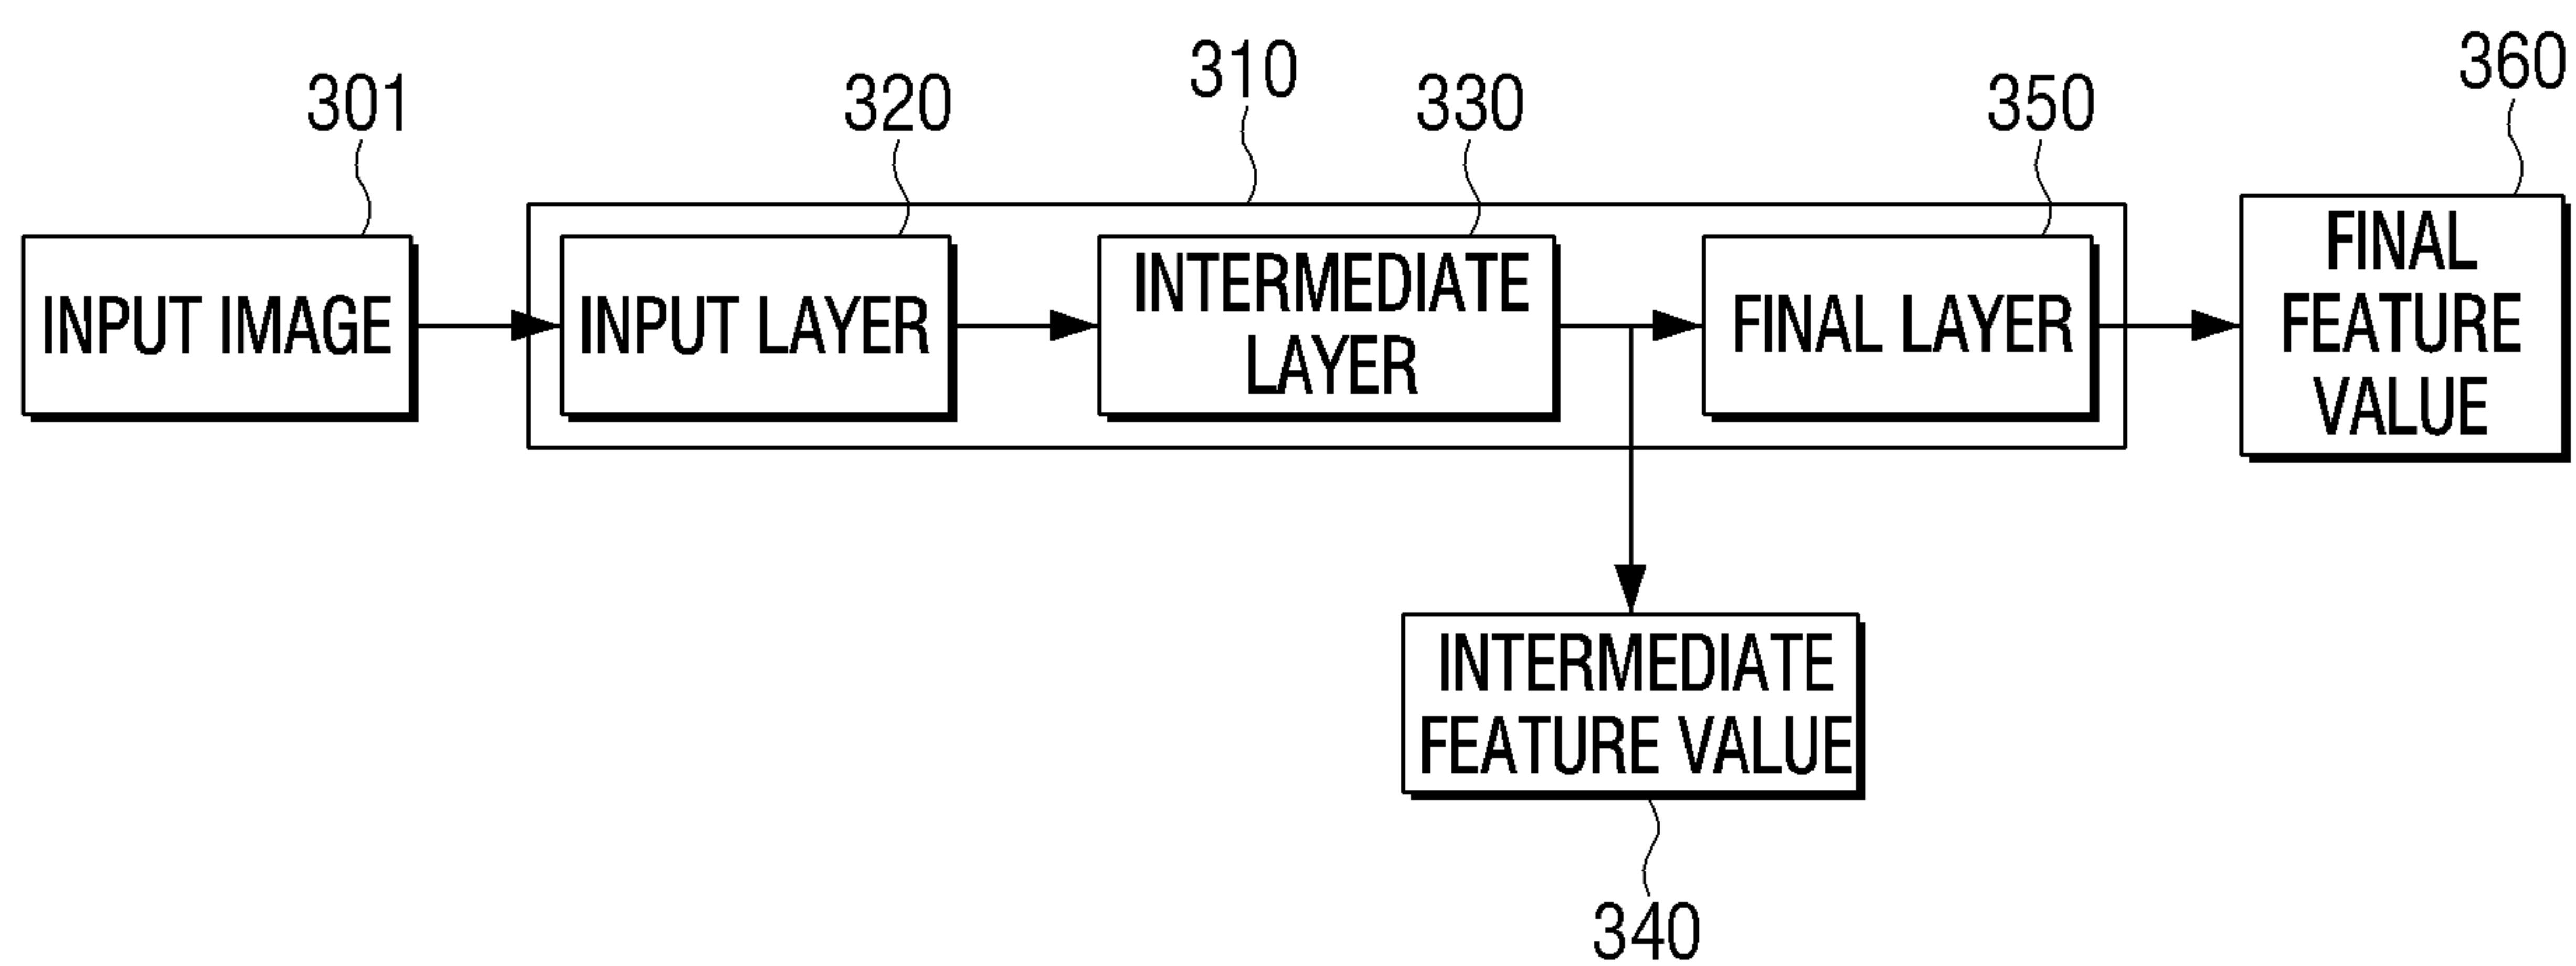 310
360
301
320
330
350
INPUT IMAGE
INPUT LAYER
INTERMEDIATE
LAYER
FINAL LAYER
FINAL
FEATURE
VALUE
INTERMEDIATE
FEATURE VALUE
340